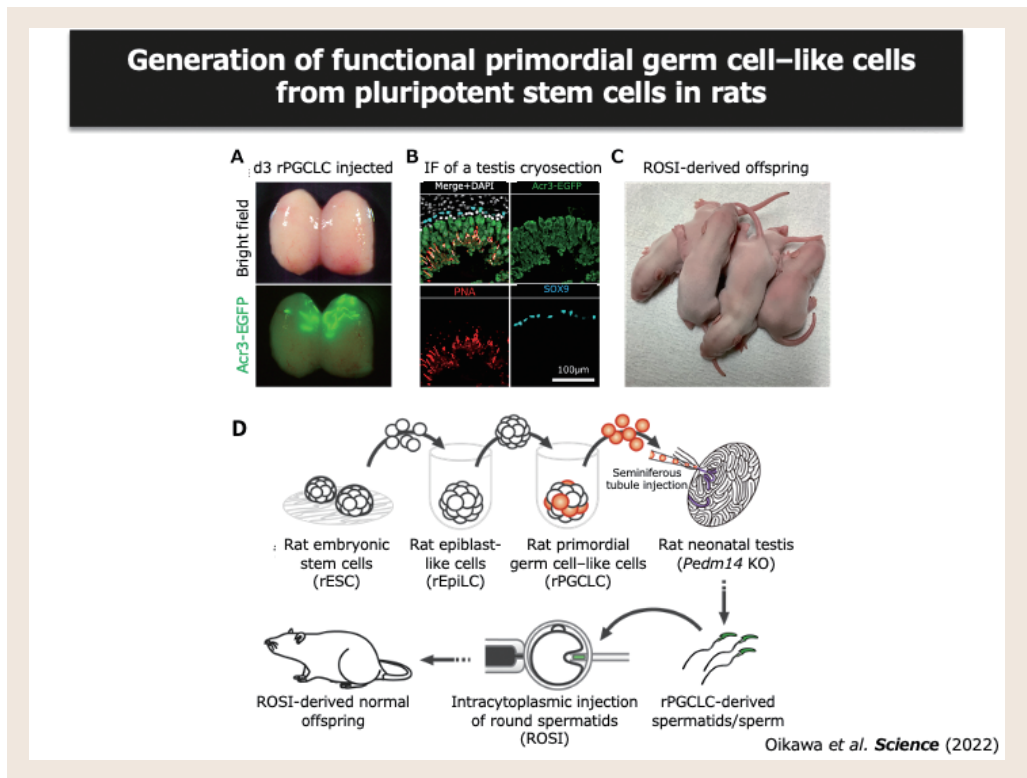 Generation of functional primordial germ cell–like cells
from pluripotent stem cells in rats
A
d3 rPGCLC injected
Bright field
Acr3-EGFP
B
IF of a testis cryosection
Merge+DAPI
Acr3-EGFP
PNA
SOX9
100μm
C
ROSI-derived offspring
D
Seminiferous
tubule injection
Rat embryonic
stem cells
(rESC)
Rat epiblast-
like cells
(rEpiLC)
Rat primordial
germ cell–like cells
(rPGCLC)
Rat neonatal testis
(Pedm14 KO)
ROSI-derived normal
offspring
Intracytoplasmic injection
of round spermatids
(ROSI)
rPGCLC-derived
spermatids/sperm
Oikawa et al. Science (2022)